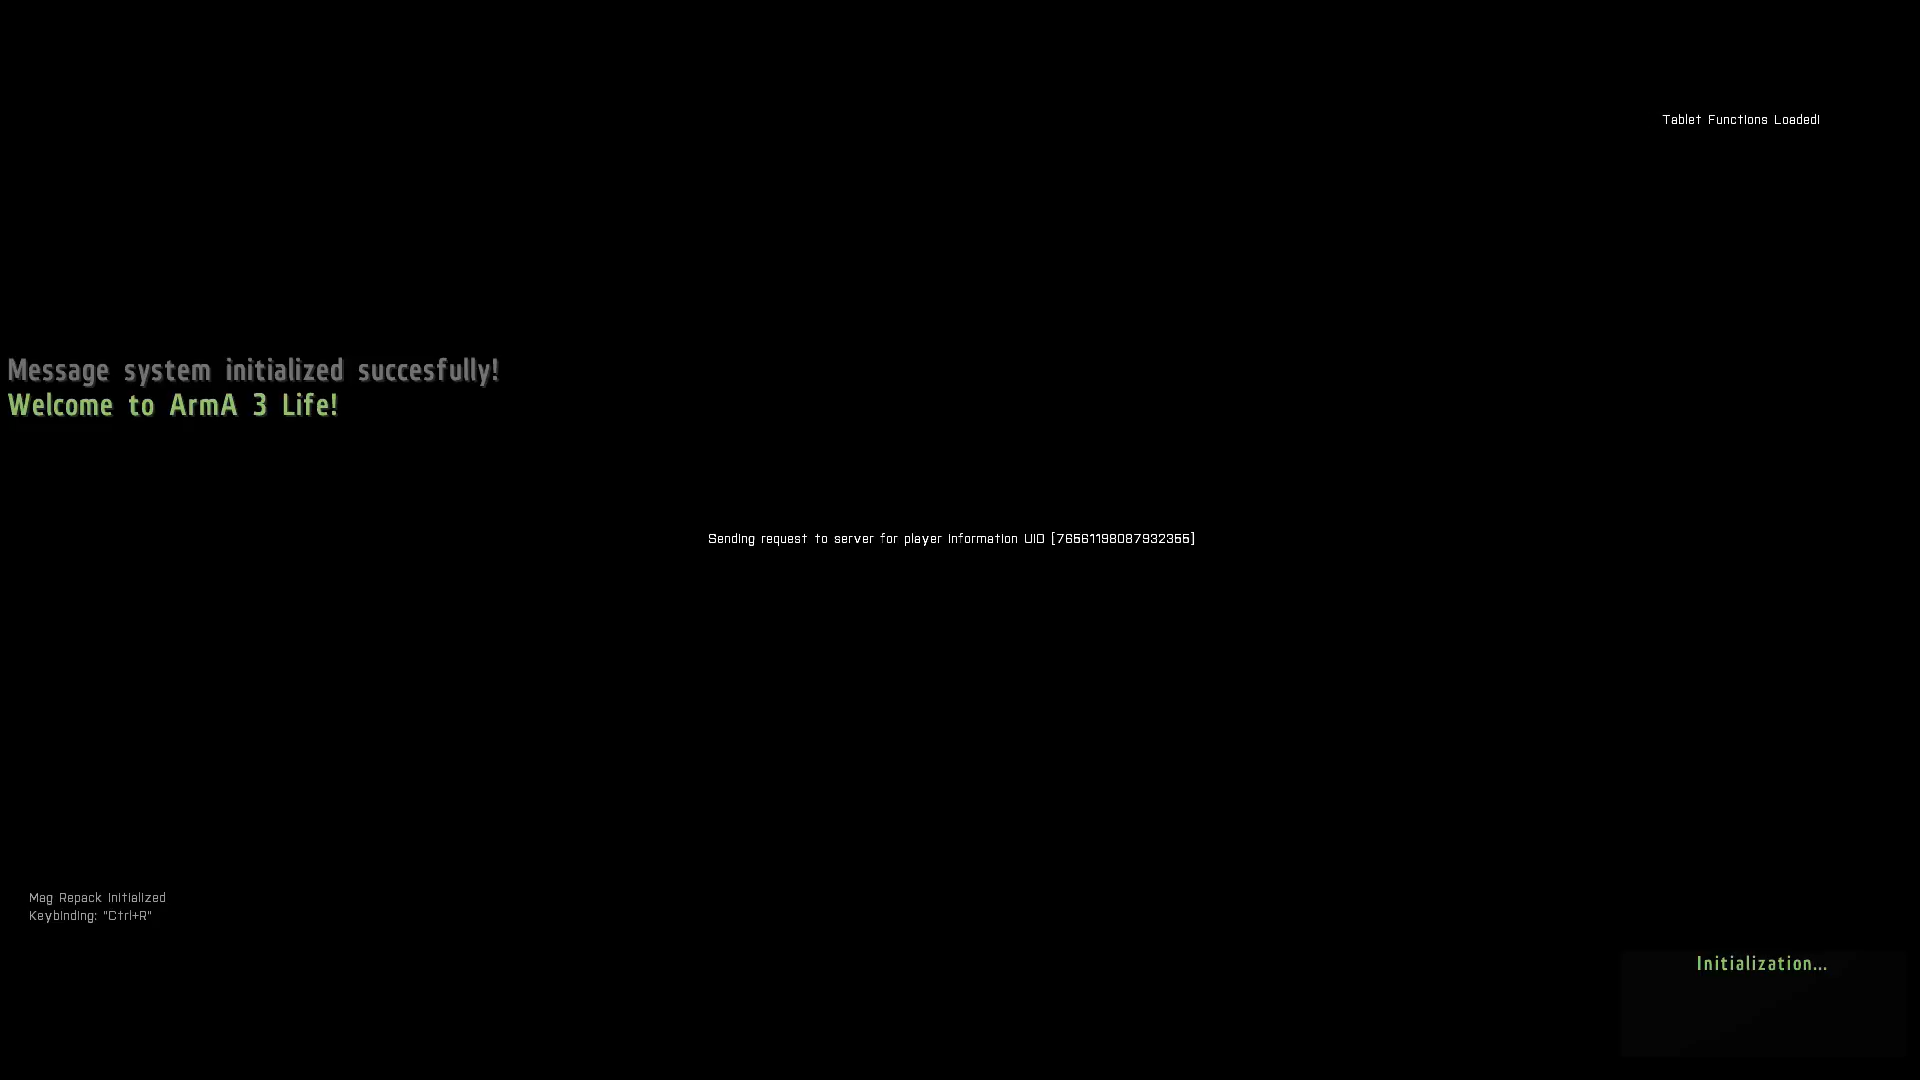 Tablet Functions Loaded!
Message system initialized succesfully!
Welcome to ArmA 3 Life!
Sending request to server for player information UID [76561198087932355]
Mag Repack Initialized
Keybinding: "Ctrl+R"
Initialization...